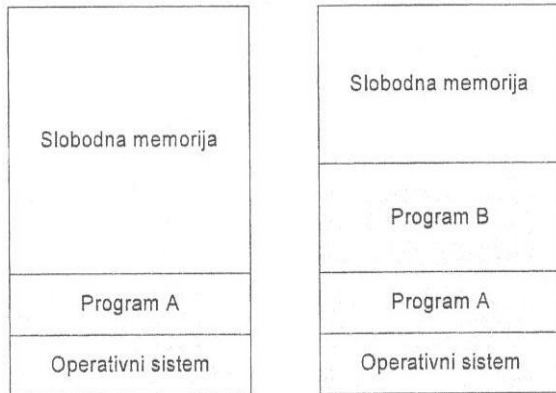 Slobodna memorija
Program A
Operativni sistem
Slobodna memorija
Program B
Program A
Operativni sistem